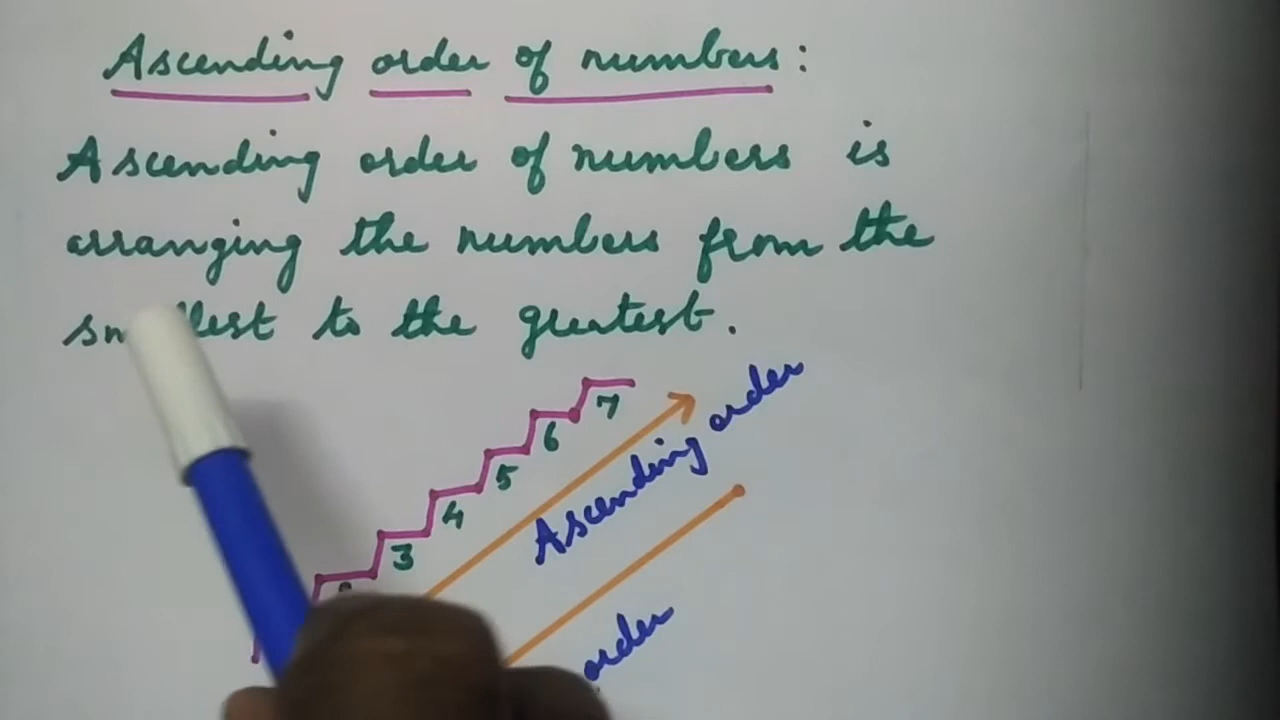 Ascending order of numbers:
Ascending order of numbers is
arranging the numbers from the
to the greatest.
7
6
5
4
3
Ascending order
order